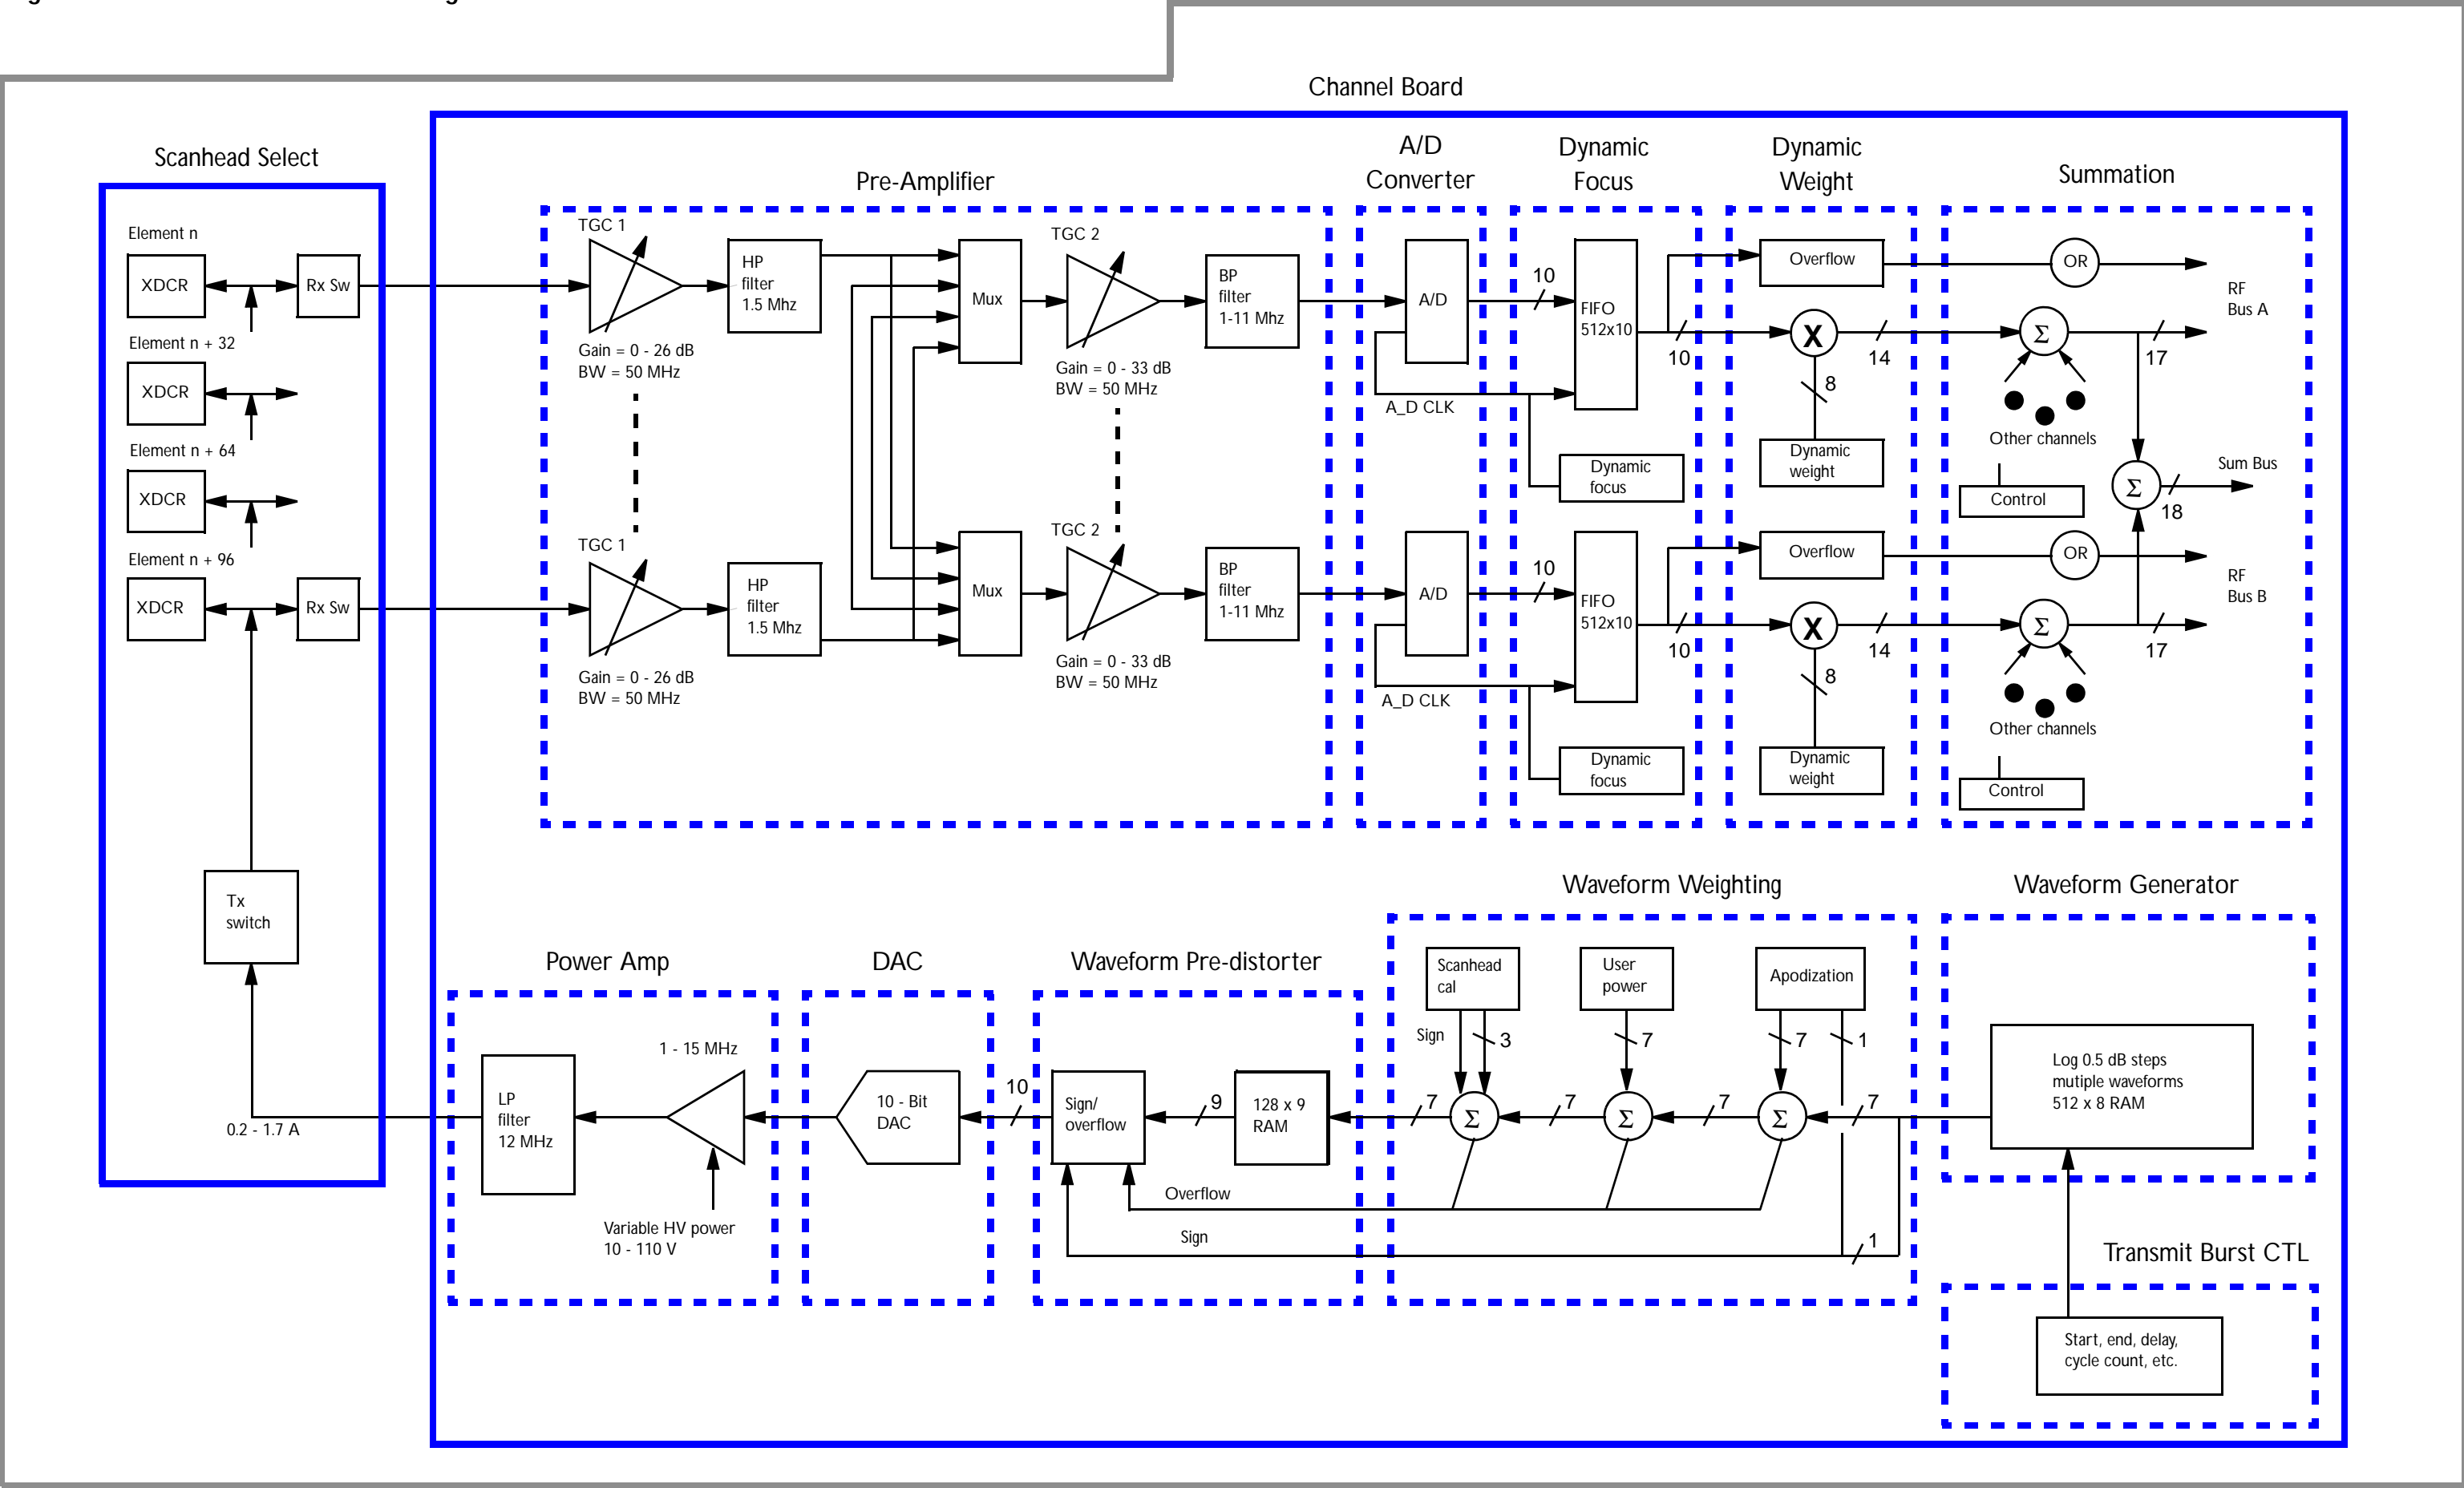 Channel Board
Scanhead Select
Element n
XDCR
Rx Sw
Element n + 32
XDCR
Element n + 64
XDCR
Element n + 96
XDCR
Rx Sw
Tx
switch
0.2 - 1.7 A
Pre-Amplifier
TGC 1
Gain = 0 - 26 dB
BW = 50 MHz
HP
filter
1.5 Mhz
Mux
TGC 2
Gain = 0 - 33 dB
BW = 50 MHz
BP
filter
1-11 Mhz
TGC 1
Gain = 0 - 26 dB
BW = 50 MHz
HP
filter
1.5 Mhz
Mux
TGC 2
Gain = 0 - 33 dB
BW = 50 MHz
BP
filter
1-11 Mhz
A/D
Converter
A/D
A_D CLK
A/D
A_D CLK
Dynamic
Focus
10
FIFO
512x10
10
Dynamic
focus
10
FIFO
512x10
10
Dynamic
focus
Dynamic
Weight
Overflow
X
14
8
Dynamic
weight
Overflow
X
14
8
Dynamic
weight
Summation
OR
RF
Bus A
Σ
17
Other channels
Control
Sum Bus
Σ
18
OR
RF
Bus B
Σ
17
Other channels
Control
Power Amp
LP
filter
12 MHz
1 - 15 MHz
Variable HV power
10 - 110 V
DAC
10 - Bit
DAC
10
Waveform Pre-distorter
Sign/
overflow
9
128 x 9
RAM
Overflow
Sign
Waveform Weighting
Scanhead
cal
User
power
Apodization
Sign
3
7
7
1
7
Σ
7
Σ
7
Σ
7
1
Waveform Generator
Log 0.5 dB steps
mutiple waveforms
512 x 8 RAM
Transmit Burst CTL
Start, end, delay,
cycle count, etc.